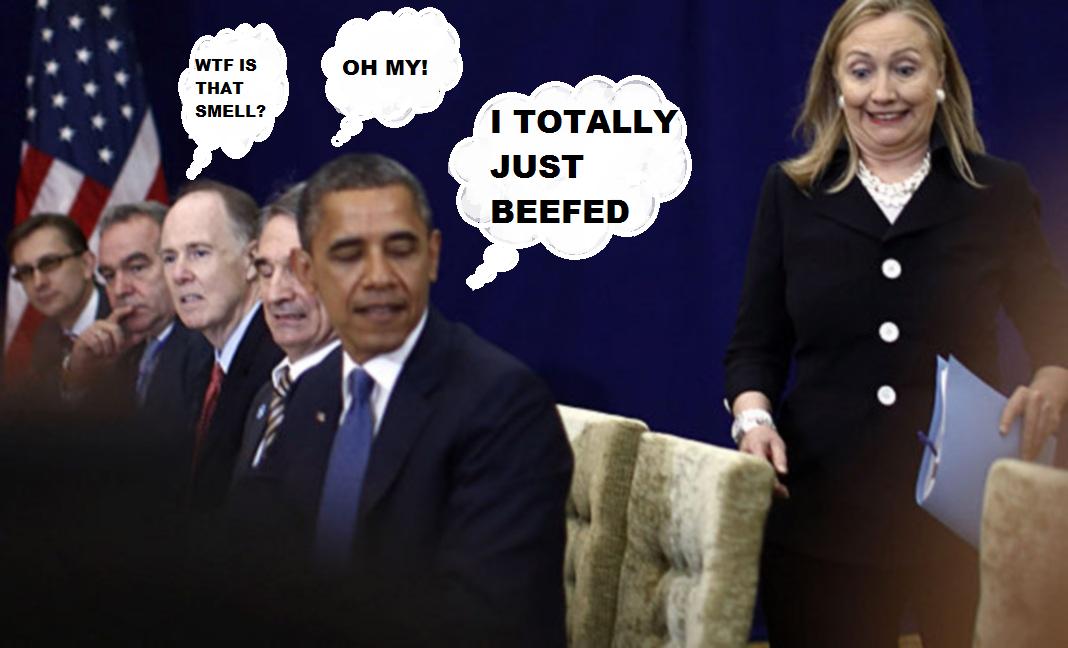 WTF IS
THAT
SMELL?
OH MY!
I TOTALLY
JUST
BEEFED